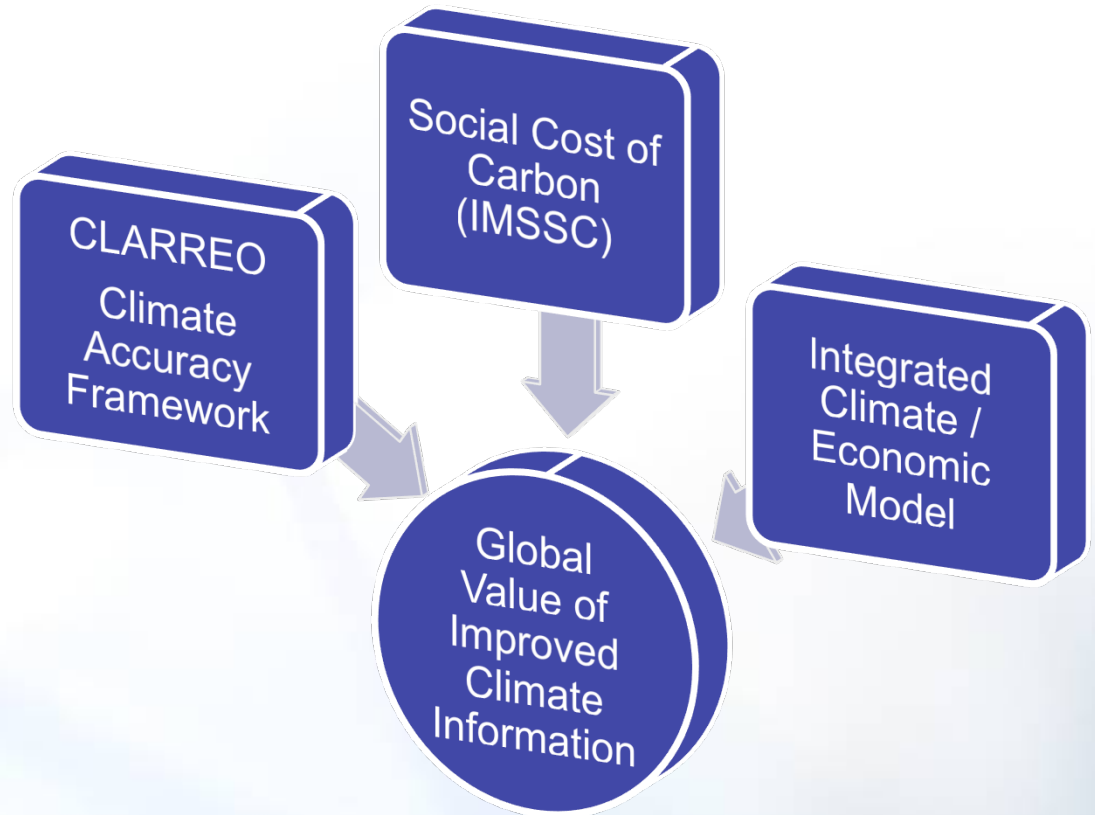 Social Cost of
Carbon
(IMSSC)
CLARREO
Climate
Accuracy
Framework
Integrated
Climate /
Economic
Model
Global
Value of
Improved
Climate
Information